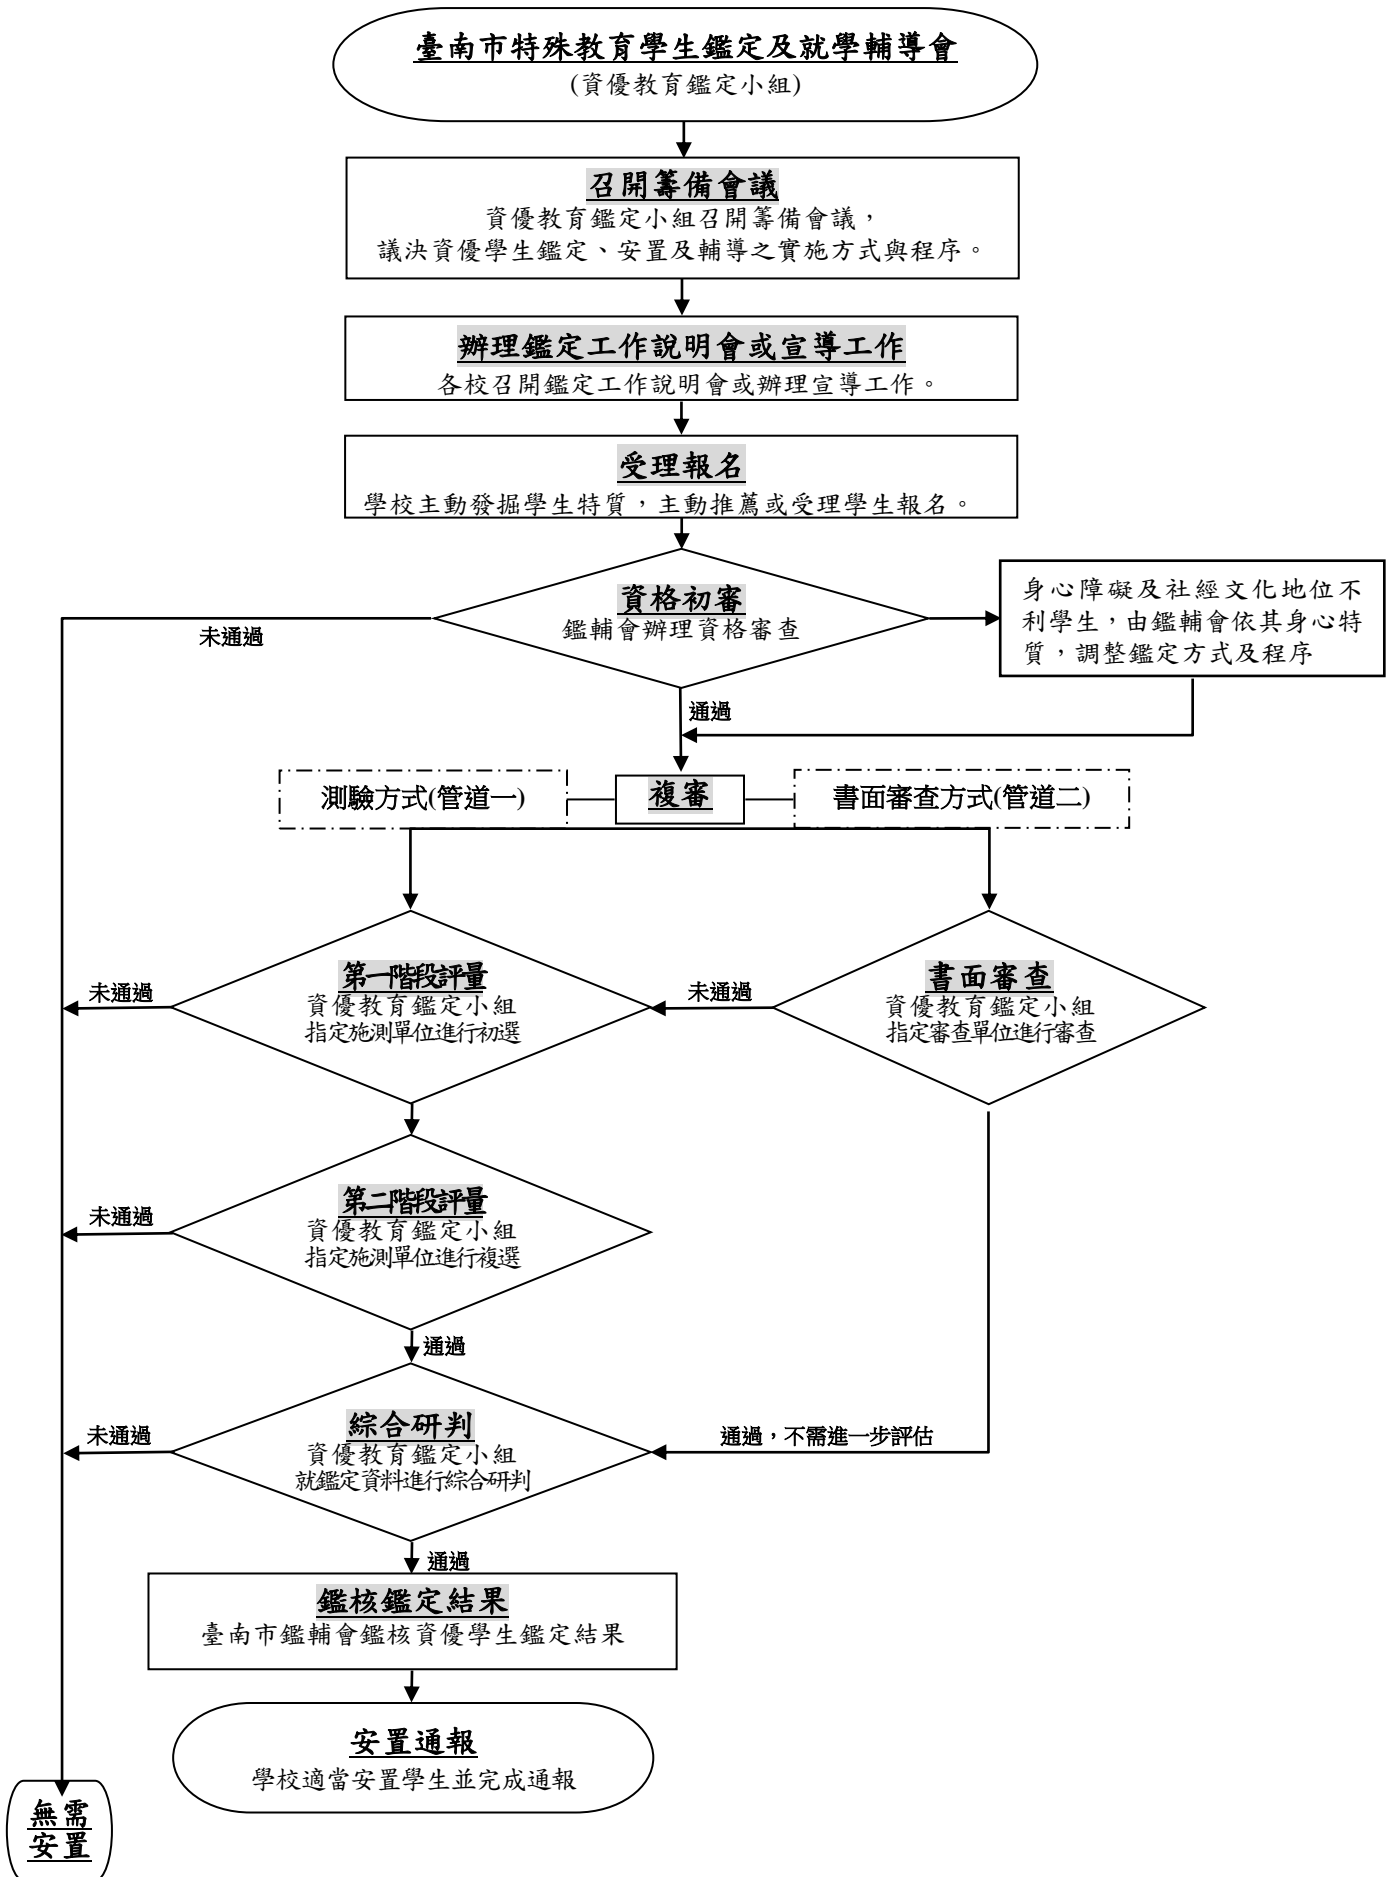 臺南市特殊教育學生鑑定及就學輔導會
(資優教育鑑定小組)
召開籌備會議
資優教育鑑定小組召開籌備會議，
議決資優學生鑑定、安置及輔導之實施方式與程序。
辦理鑑定工作說明會或宣導工作
各校召開鑑定工作說明會或辦理宣導工作。
受理報名
學校主動發掘學生特質，主動推薦或受理學生報名。
資格初審
鑑輔會辦理資格審查
未通過
身心障礙及社經文化地位不
利學生，由鑑輔會依其身心特
質，調整鑑定方式及程序
通過
測驗方式(管道一)
複審
書面審查方式(管道二)
第一階段評量
資優教育鑑定小組
指定施測單位進行初選
未通過
未通過
書面審查
資優教育鑑定小組
指定審查單位進行審查
第二階段評量
資優教育鑑定小組
指定施測單位進行複選
未通過
通過
綜合研判
資優教育鑑定小組
就鑑定資料進行綜合研判
未通過
通過，不需進一步評估
通過
鑑核鑑定結果
臺南市鑑輔會鑑核資優學生鑑定結果
安置通報
學校適當安置學生並完成通報
無需
安置